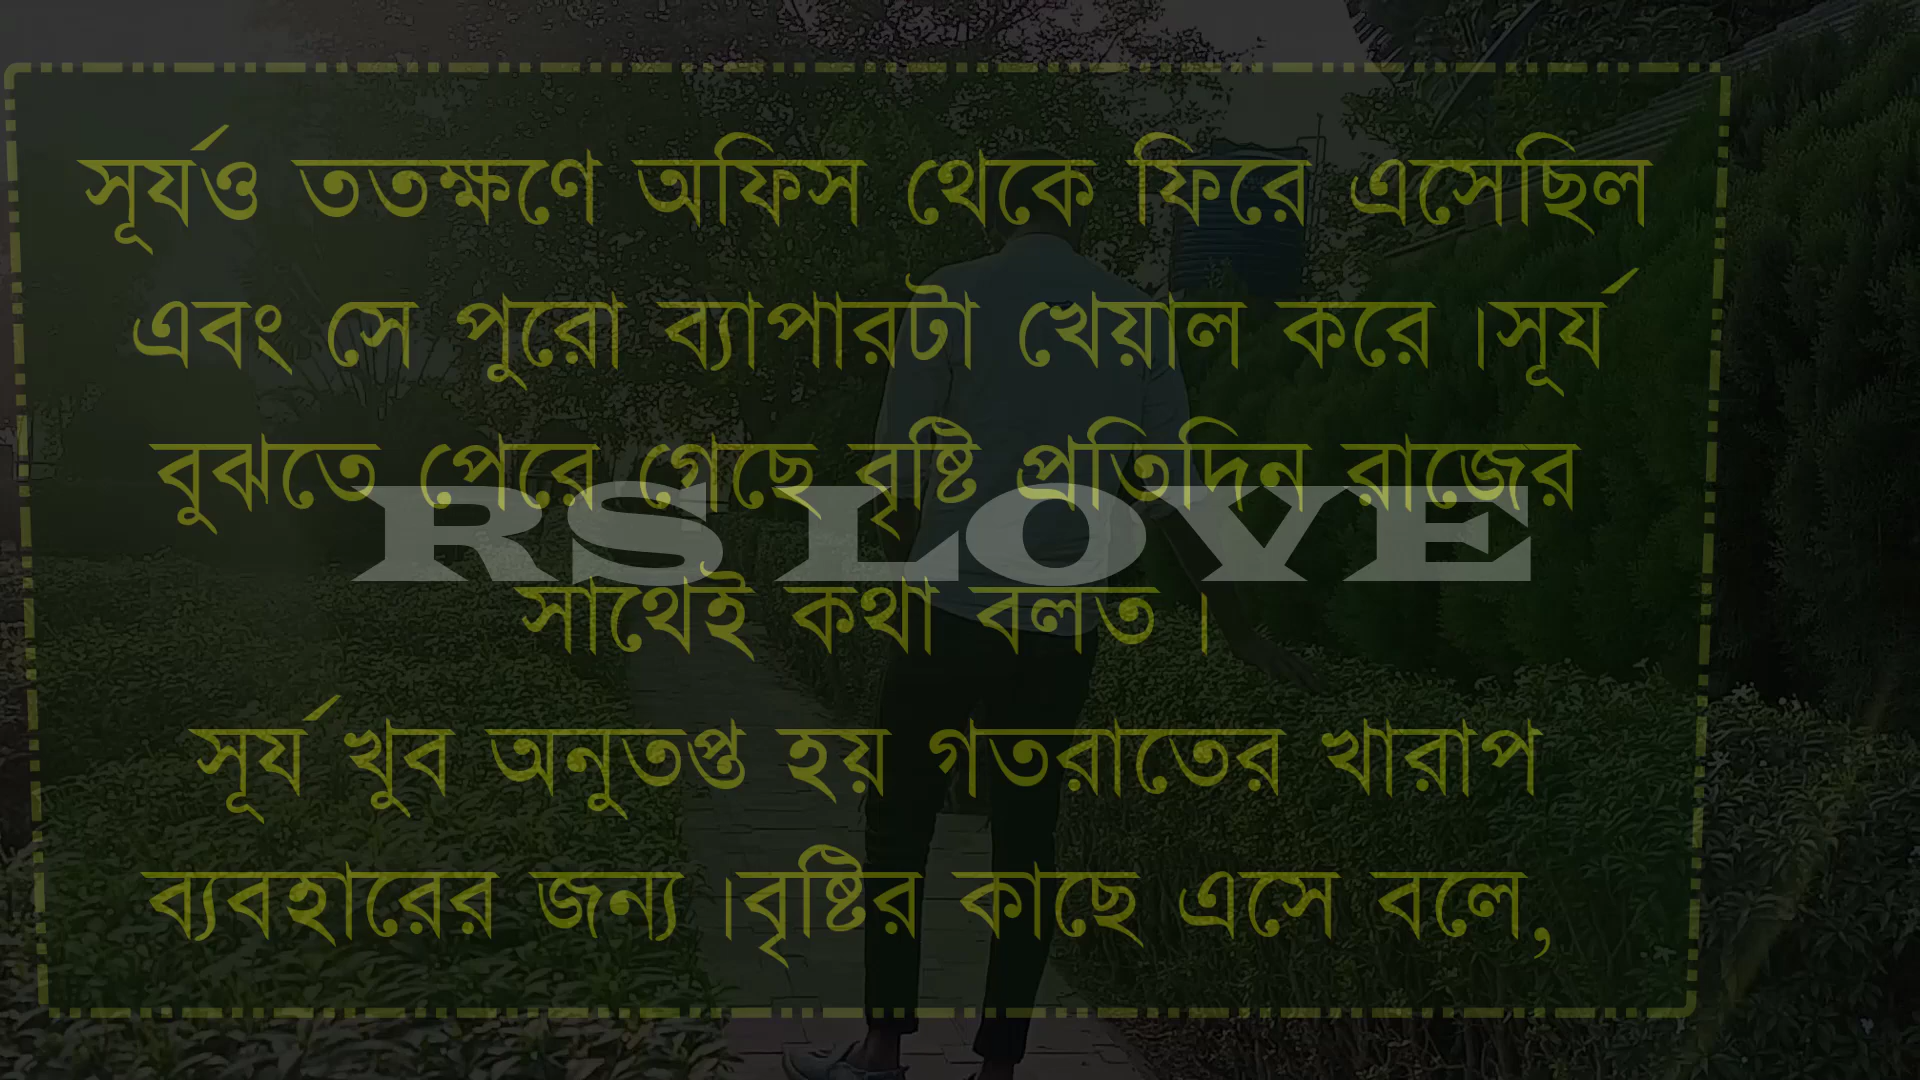 সূর্যও ততক্ষণে অফিস থেকে ফিরে এসেছিল
এবং সে পুরো ব্যাপারটা খেয়াল করে ।সূর্য
বুঝতে পেরে গেছে বৃষ্টি প্রতিদিন রাজের
RS LOVE
সাথেই কথা বলত ।
সূর্য খুব অনুতপ্ত হয় গতরাতের খারাপ
ব্যবহারের জন্য ।বৃষ্টির কাছে এসে বলে,